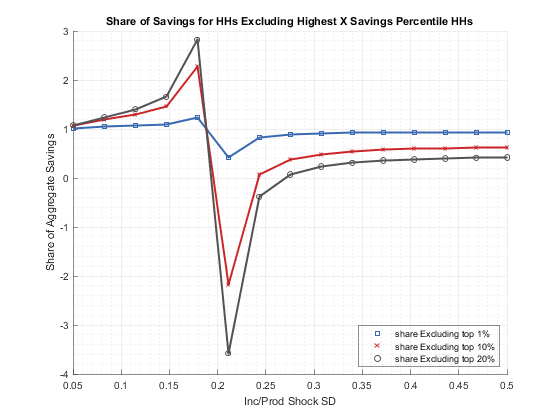 Share of Savings for HHs Excluding Highest X Savings Percentile HHs
3
2
1
0
-1
-2
-3
-4
Share of Aggregate Savings
0.05 0.1 0.15 0.2 0.25 0.3 0.35 0.4 0.45 0.5
Inc/Prod Shock SD
share Excluding top 1%
share Excluding top 10%
share Excluding top 20%